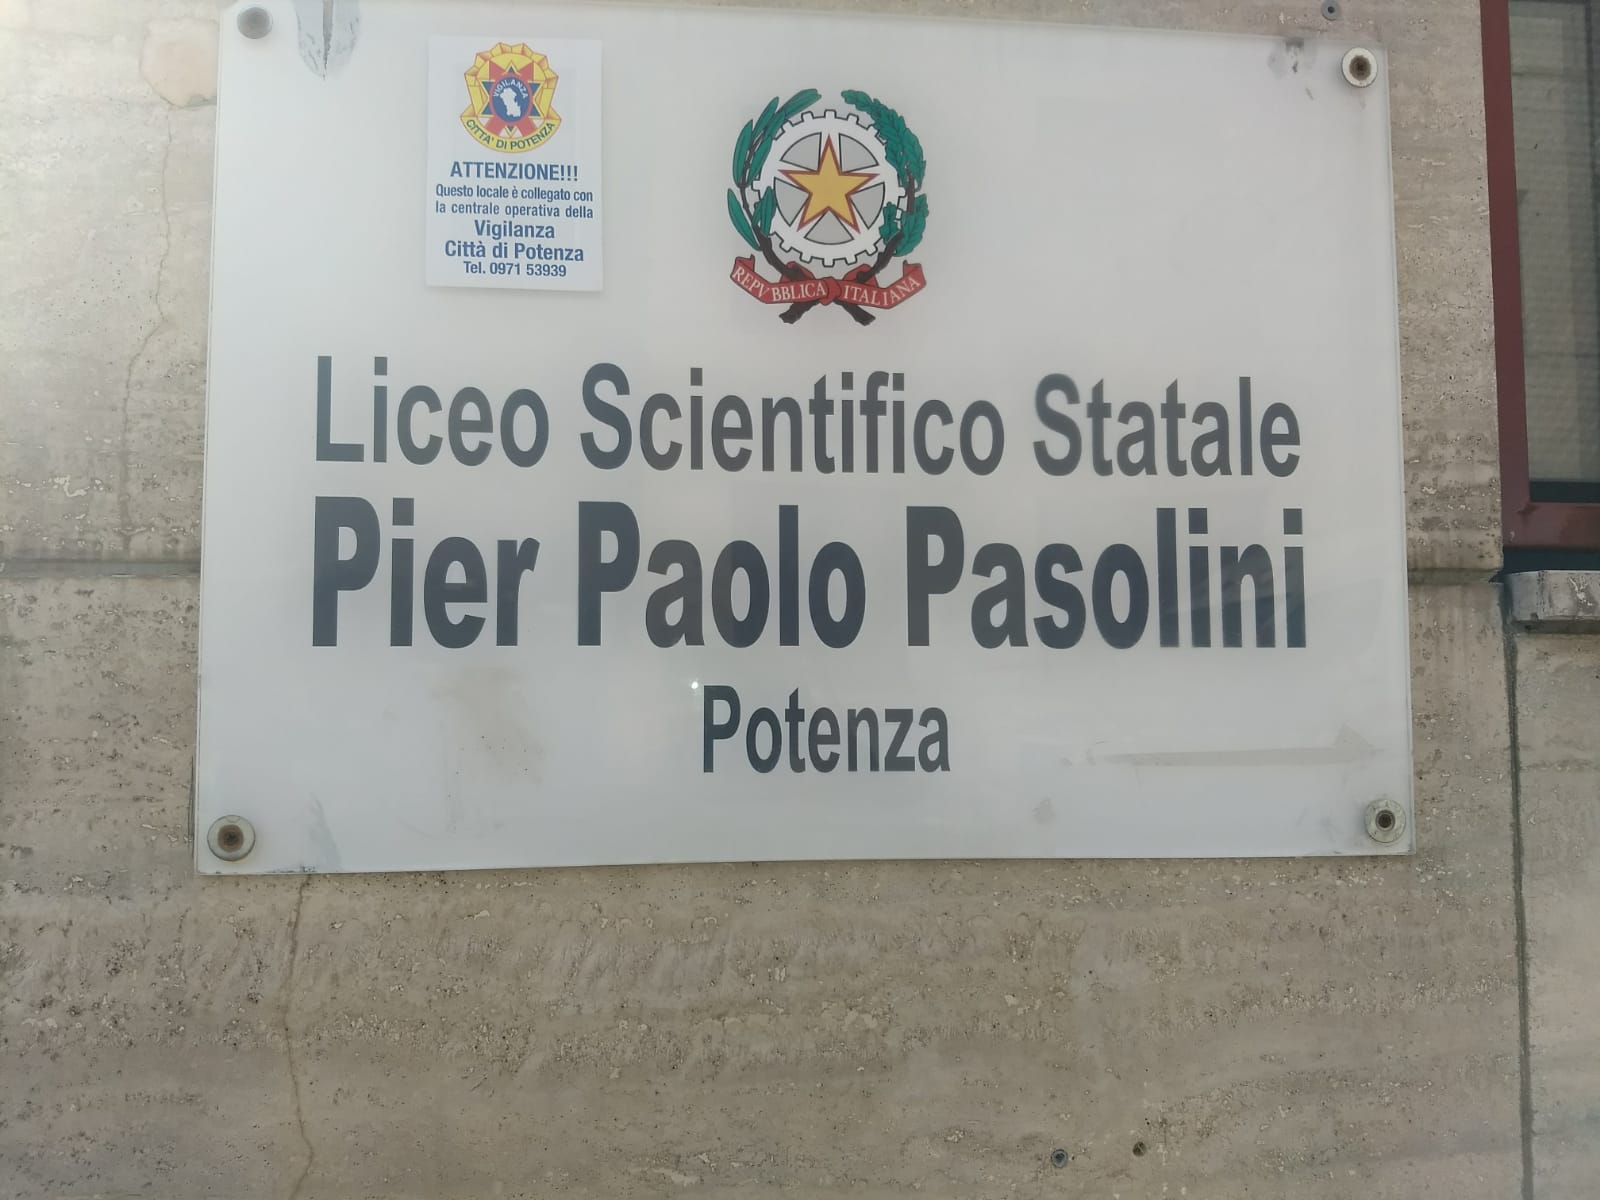 VIGILANZA
CITTA' DI POTENZA
ATTENZIONE!!!
Questo locale è collegato con
la centrale operativa della
Vigilanza
Città di Potenza
Tel. 0971 53939
REPVBBLICA ITALIANA
Liceo Scientifico Statale
Pier Paolo Pasolini
Potenza